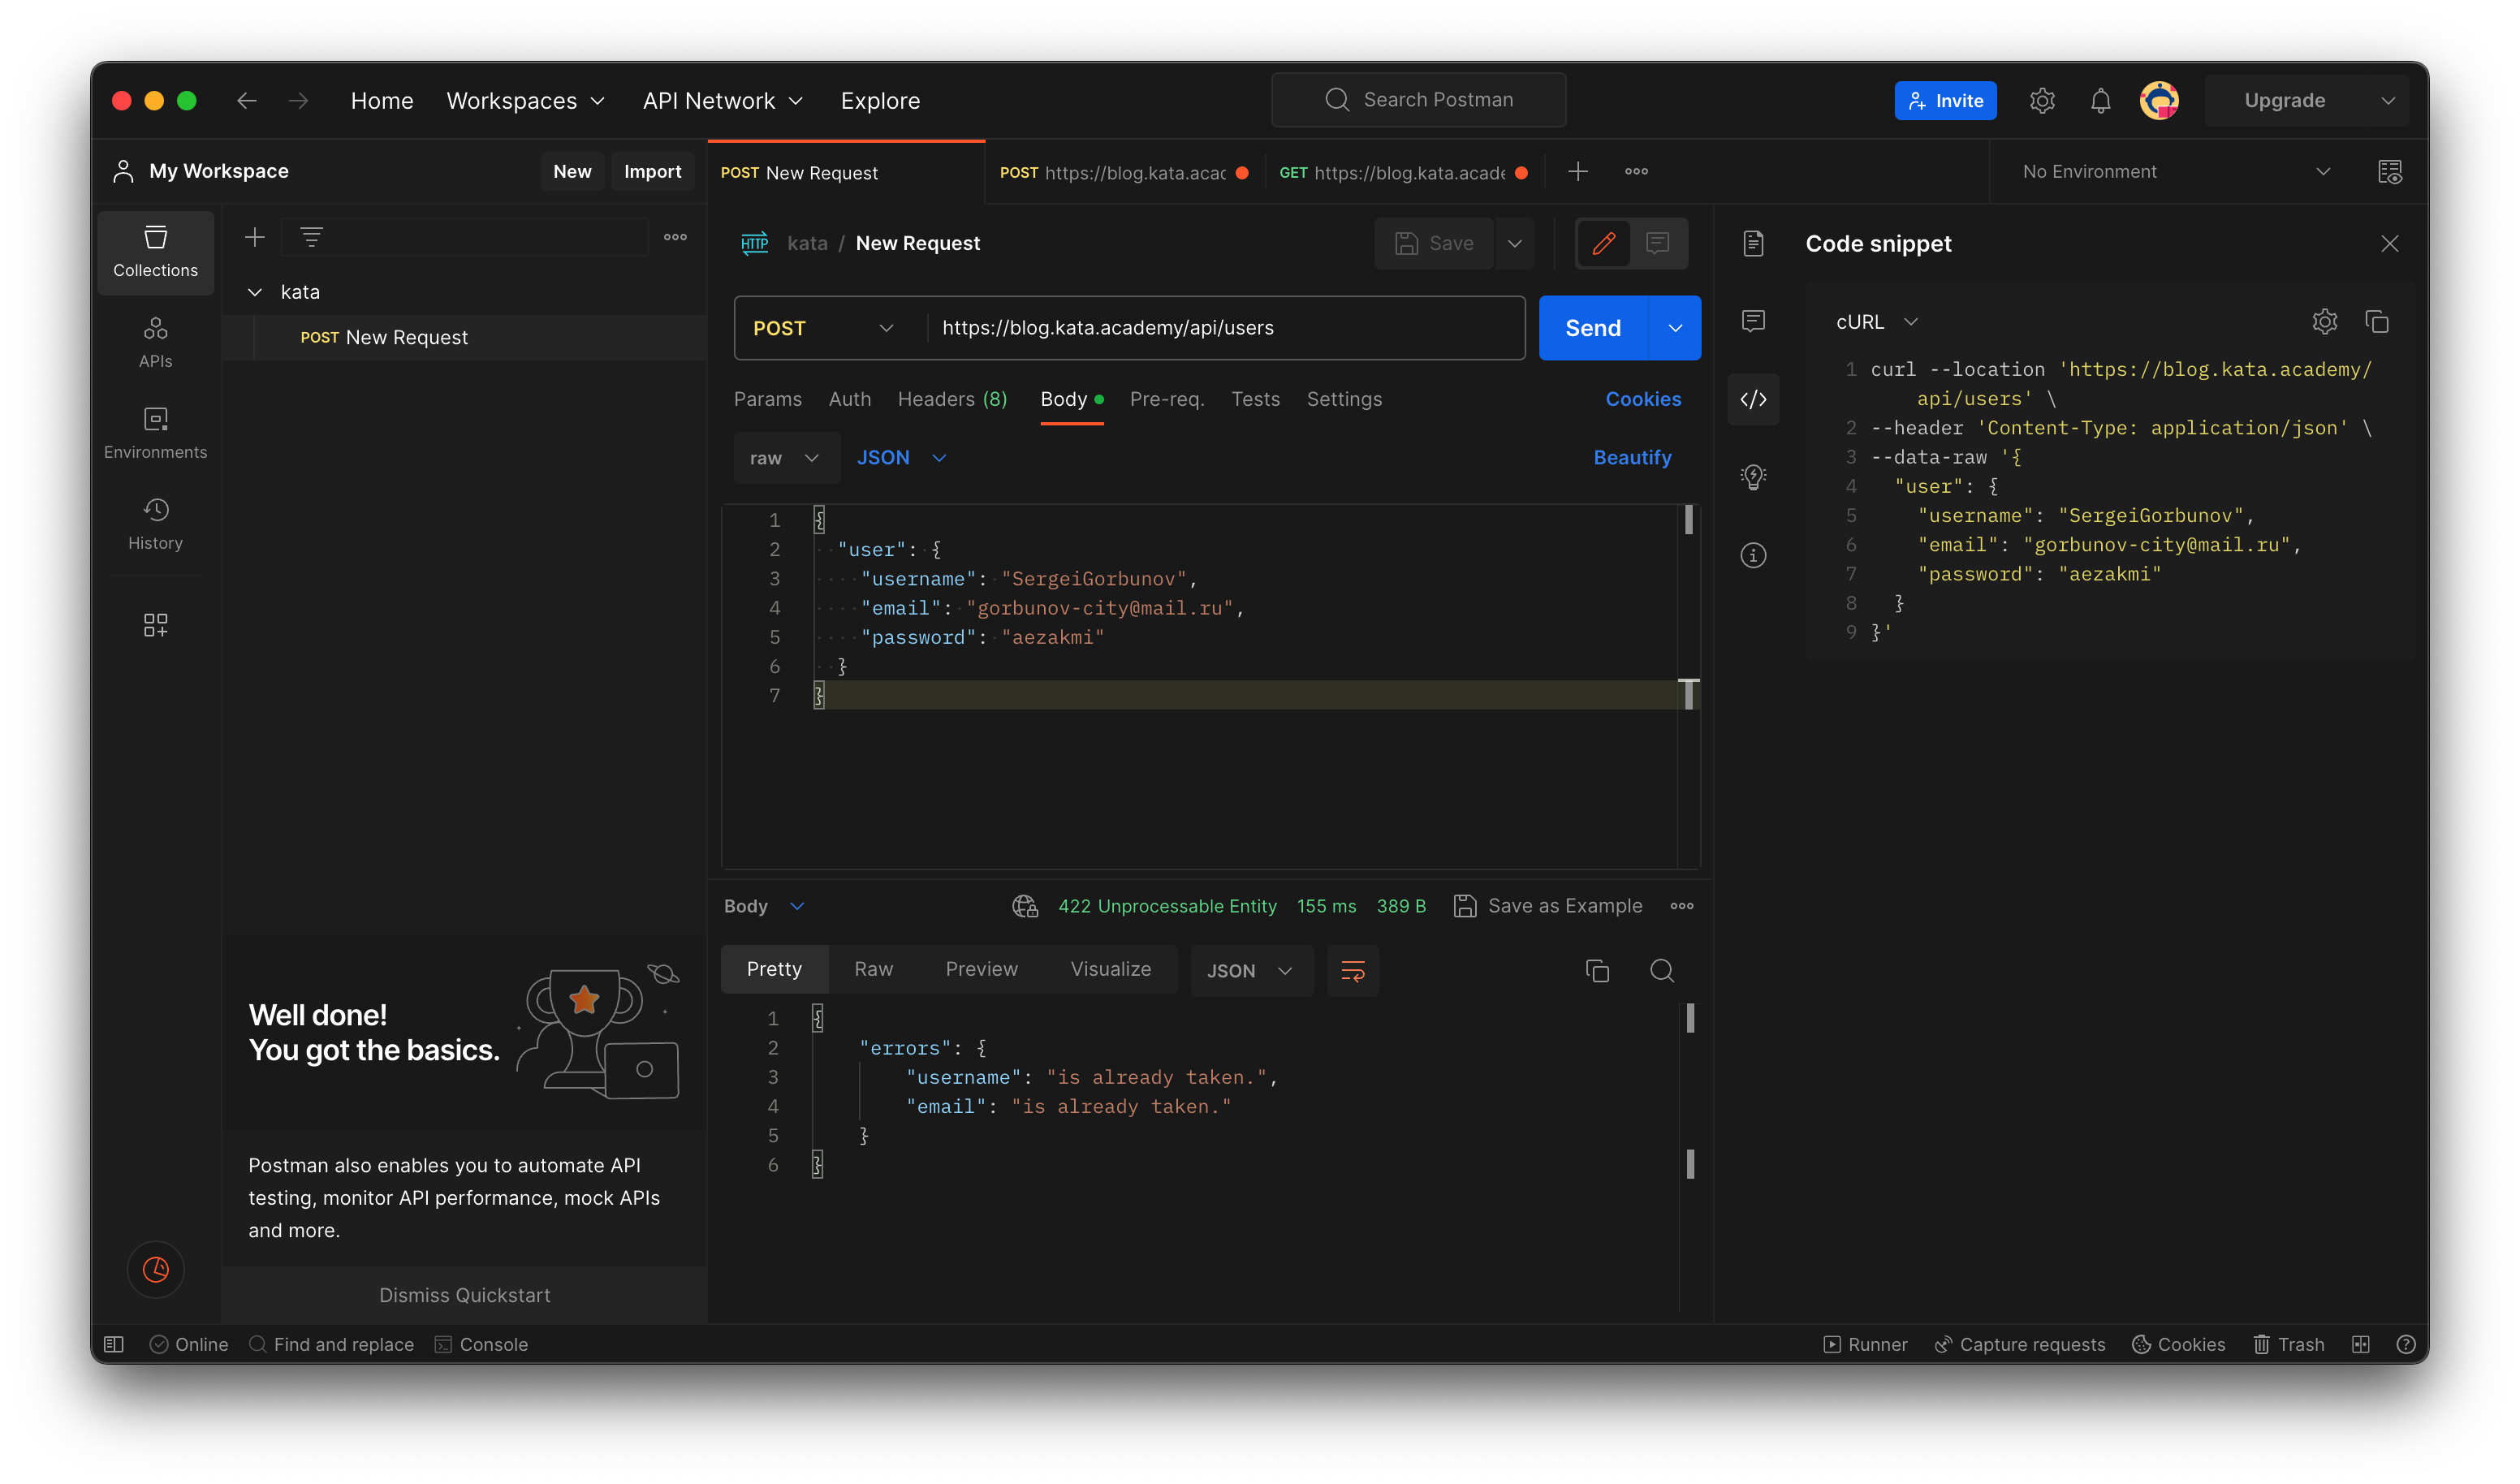 Home
Workspaces
API Network
Explore
Search Postman
Invite
Upgrade
My Workspace
New
Import
POST New Request
POST https://blog.kata.acac
GET https://blog.kata.acade
No Environment
Collections
APIs
Environments
History
kata
POST New Request
HTTP kata / New Request
Save
POST
https://blog.kata.academy/api/users
Send
Params
Auth
Headers (8)
Body
Pre-req.
Tests
Settings
Cookies
raw
JSON
Beautify
1 {
2 "user": {
3 "username": "SergeiGorbunov",
4 "email": "gorbunov-city@mail.ru",
5 "password": "aezakmi"
6 }
7 }
Body
422 Unprocessable Entity
155 ms
389 B
Save as Example
Pretty
Raw
Preview
Visualize
JSON
1 {
2 "errors": {
3 "username": "is already taken.",
4 "email": "is already taken."
5 }
6 }
Code snippet
cURL
1 curl --location 'https://blog.kata.academy/
api/users' \
2 --header 'Content-Type: application/json' \
3 --data-raw '{
4 "user": {
5 "username": "SergeiGorbunov",
6 "email": "gorbunov-city@mail.ru",
7 "password": "aezakmi"
8 }
9 }'
Well done!
You got the basics.
Postman also enables you to automate API
testing, monitor API performance, mock APIs
and more.
Dismiss Quickstart
Online
Find and replace
Console
Runner
Capture requests
Cookies
Trash